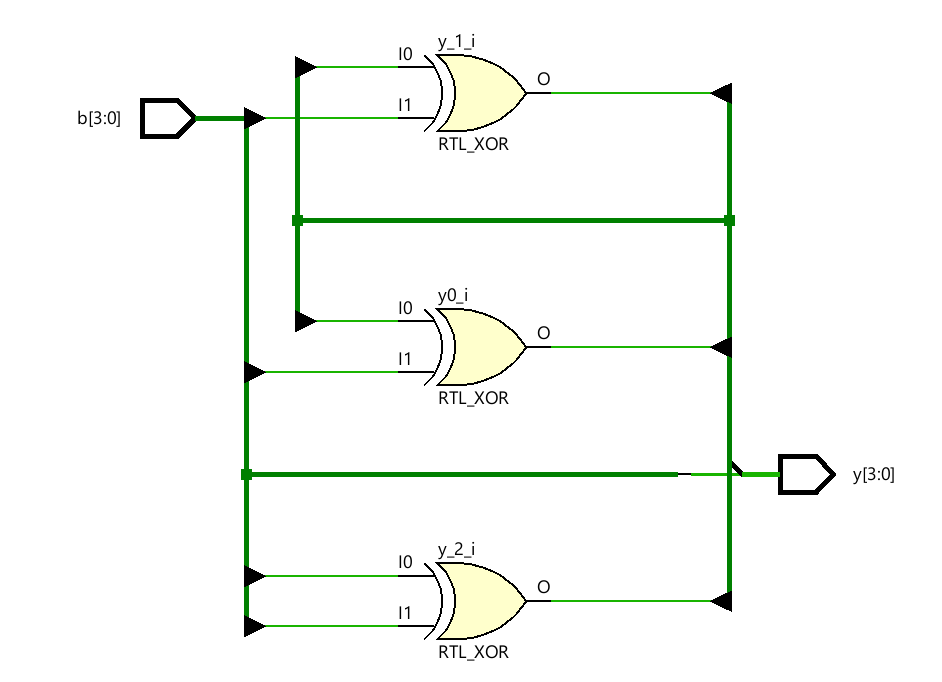 y_1_i
I0
O
I1
b[3:0]
RTL_XOR
y0_i
I0
O
I1
RTL_XOR
y[3:0]
y_2_i
I0
O
I1
RTL_XOR